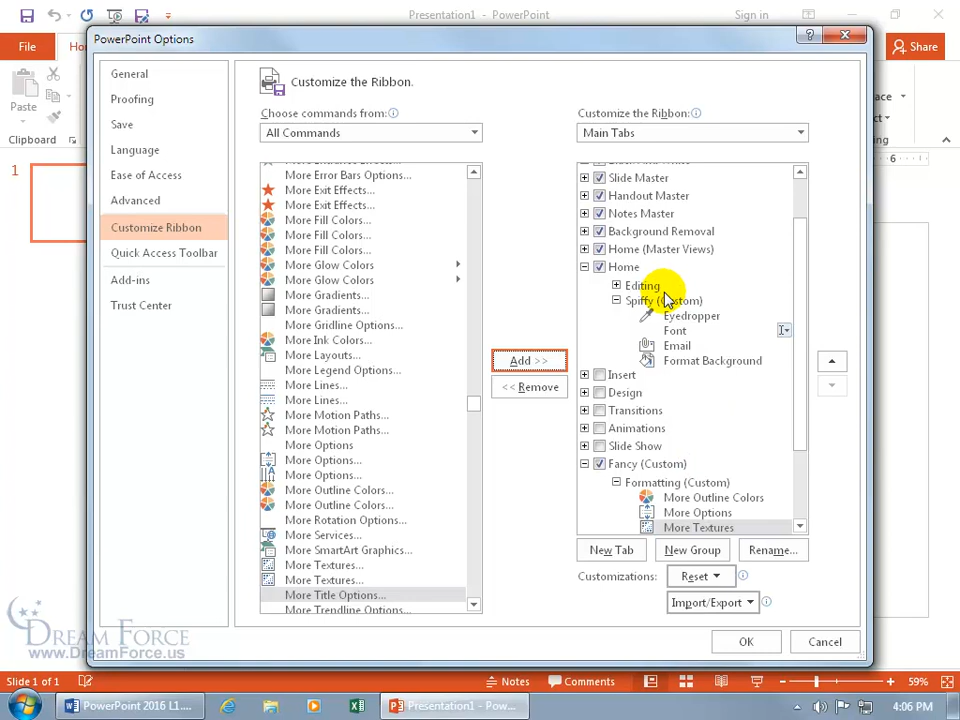 Presentation1 - PowerPoint
Sign in
File
Share
Paste
Clipboard
6
1
PowerPoint Options
General
Proofing
Save
Language
Ease of Access
Advanced
Customize Ribbon
Quick Access Toolbar
Add-ins
Trust Center
Customize the Ribbon.
Choose commands from:
All Commands
More Error Bars Options...
More Exit Effects...
More Exit Effects...
More Fill Colors...
More Fill Colors...
More Fill Colors...
More Glow Colors
More Glow Colors
More Gradients...
More Gradients...
More Gridline Options...
More Ink Colors...
More Layouts...
More Legend Options...
More Lines...
More Lines...
More Motion Paths...
More Motion Paths...
More Options
More Options...
More Options...
More Outline Colors...
More Outline Colors...
More Rotation Options...
More Services...
More SmartArt Graphics...
More Textures...
More Textures...
More Title Options...
More Trendline Options...
Add >>
<< Remove
Customize the Ribbon:
Main Tabs
Slide Master
Handout Master
Notes Master
Background Removal
Home (Master Views)
Home
Editing
Spiffy (Custom)
Eyedropper
Font
Email
Format Background
Insert
Design
Transitions
Animations
Slide Show
Fancy (Custom)
Formatting (Custom)
More Outline Colors
More Options
More Textures
New Tab
New Group
Rename...
Customizations:
Reset
Import/Export
OK
Cancel
DREAM FORCE
www.DreamForce.us
Slide 1 of 1
Notes
Comments
59%
PowerPoint 2016 L1...
Presentation1 - Pow...
4:06 PM